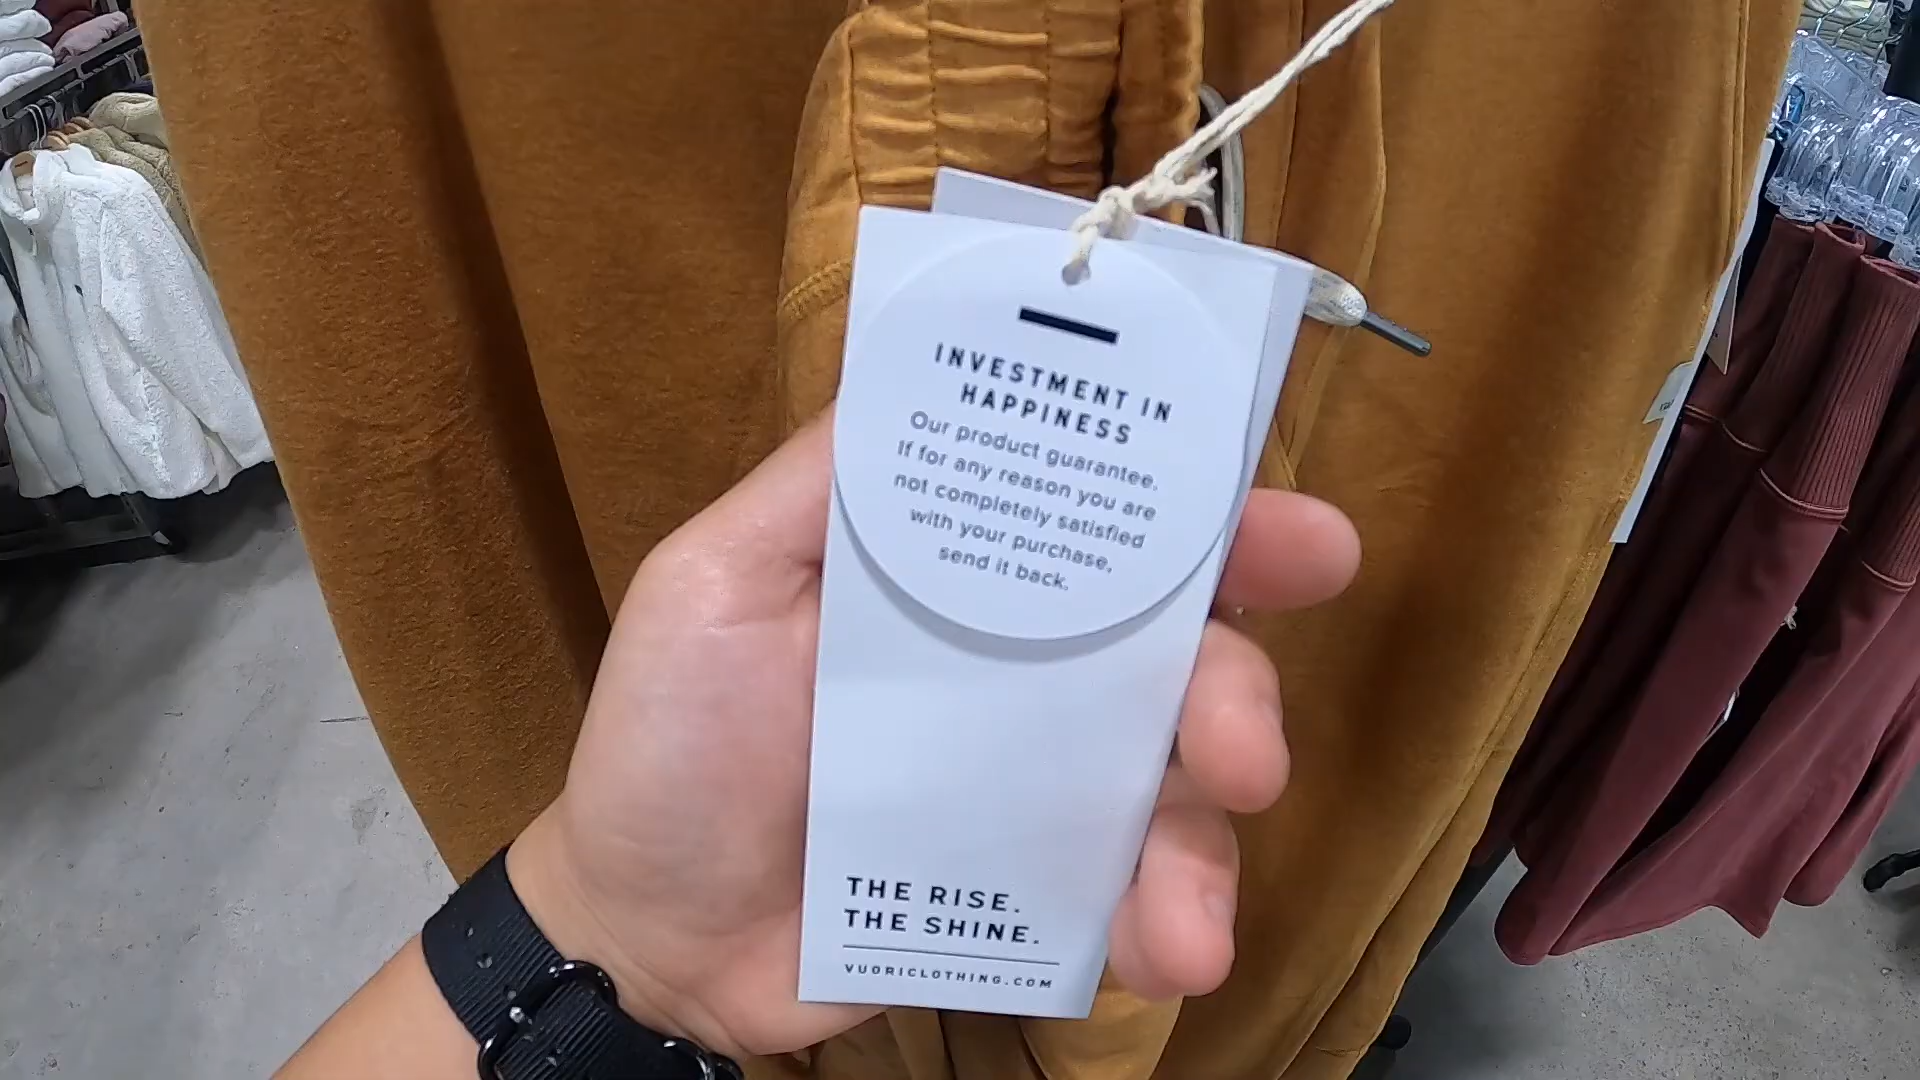 INVESTMENT IN
HAPPINESS
Our product guarantee.
If for any reason you are
not completely satisfied
with your purchase,
send it back.
THE RISE.
THE SHINE.
VUORICLOTHING.COM